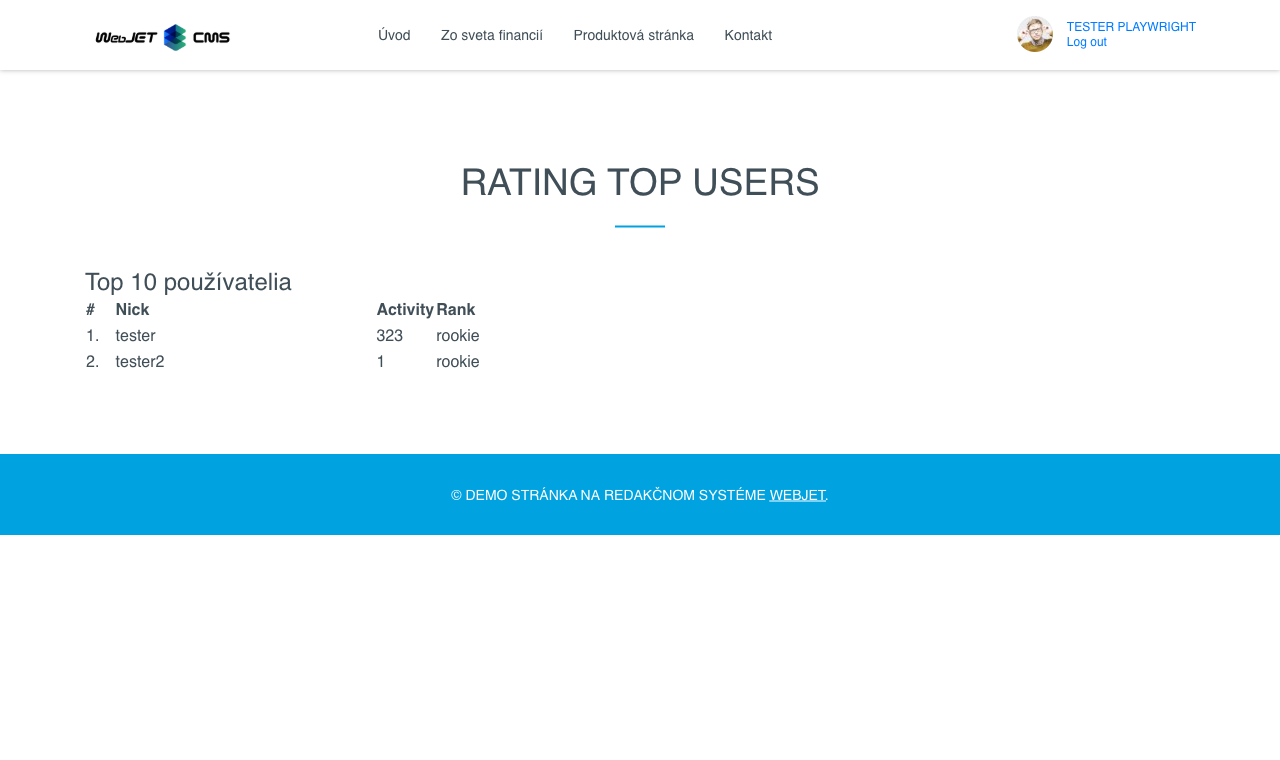 WebJET CMS
Úvod
Zo sveta financií
Produktová stránka
Kontakt
TESTER PLAYWRIGHT
Log out
RATING TOP USERS
Top 10 používatelia
# Nick Activity Rank
1. tester 323 rookie
2. tester2 1 rookie
© DEMO STRÁNKA NA REDAKČNOM SYSTÉME WEBJET.